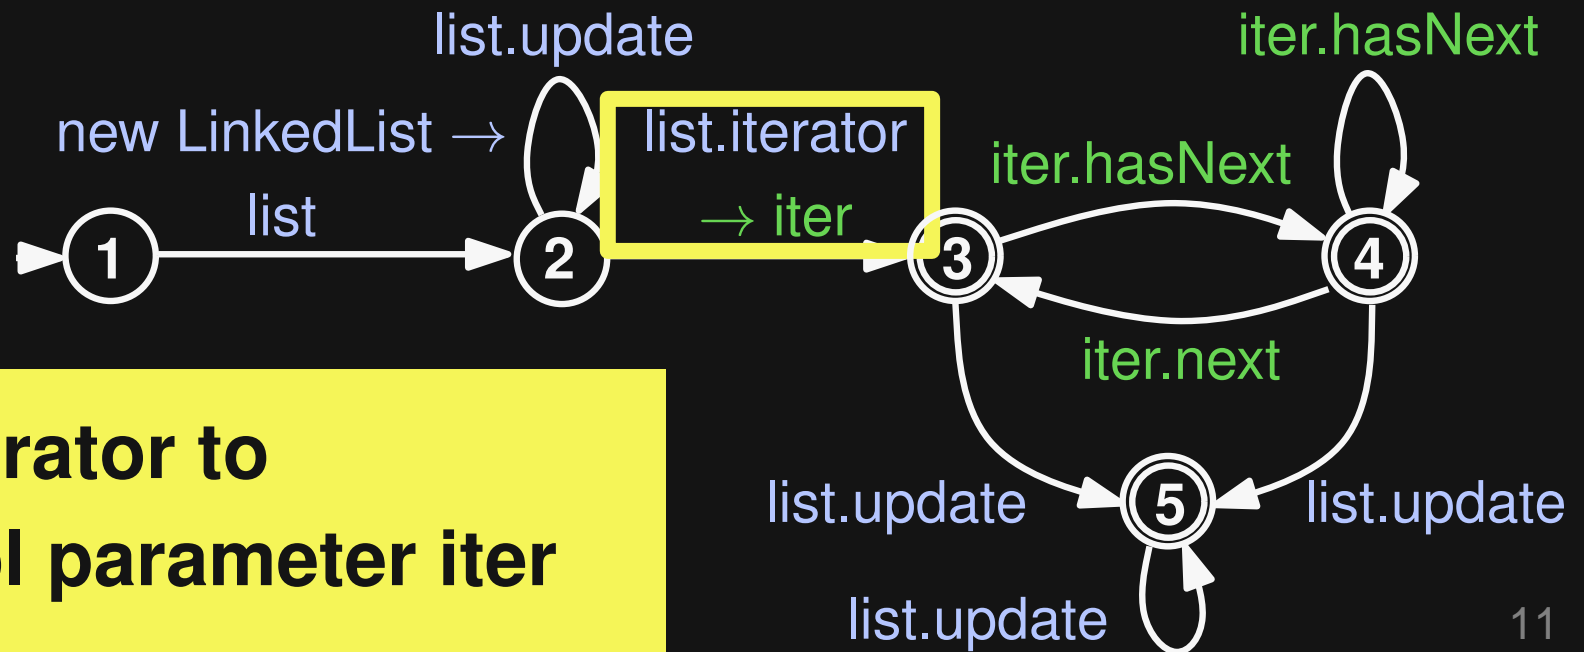 list.update
iter.hasNext
new LinkedList →
list
list.iterator
→ iter
iter.hasNext
1
2
3
4
iter.next
rator to
parameter iter
list.update
5
list.update
list.update
11